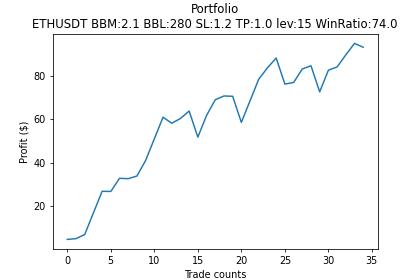 Portfolio
ETHUSDT BBM:2.1 BBL:280 SL:1.2 TP:1.0 lev:15 WinRatio:74.0
80
60
40
20
Profit ($)
0 5 10 15 20 25 30 35
Trade counts